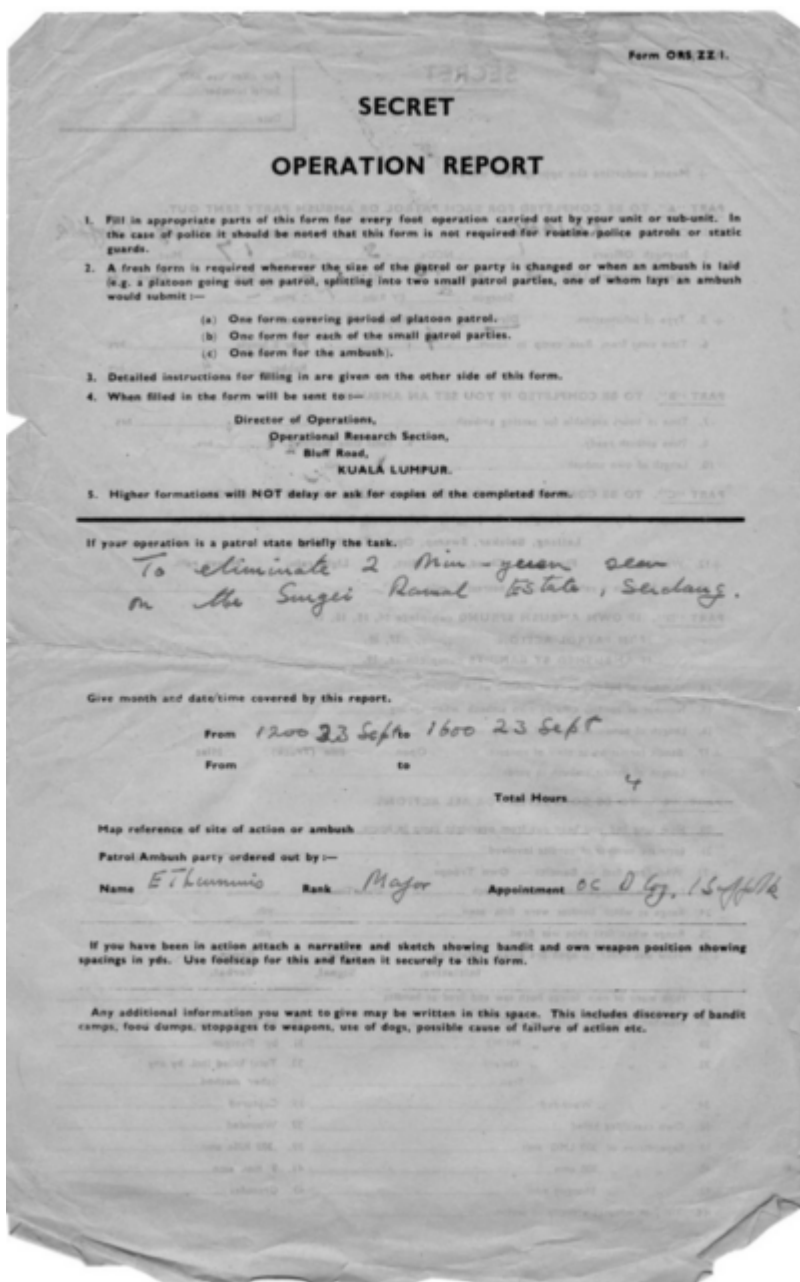 Form ORS/ZZ/1.
SECRET
OPERATION REPORT
1. Fill in appropriate parts of this form for every foot operation carried out by your unit or sub-unit. In
the case of police it should be noted that this form is not required for routine police patrols or static
guards.
2. A fresh form is required whenever the size of the patrol or party is changed or when an ambush is laid
(e.g. a platoon going out on patrol, splitting into two small patrol parties, one of whom lays an ambush
would submit :—
(a) One form covering period of platoon patrol.
(b) One form for each of the small patrol parties.
(c) One form for the ambush).
3. Detailed instructions for filling in are given on the other side of this form.
4. When filled in the form will be sent to :—
Director of Operations,
Operational Research Section,
Bluff Road,
KUALA LUMPUR.
5. Higher formations will NOT delay or ask for copies of the completed form.
If your operation is a patrol state briefly the task.
To eliminate 2 Min-yuen seen
on the Sungei Ramal Estate, Serdang.
Give month and date/time covered by this report.
From 1200 23 Sept to 1600 23 Sept
From to
Total Hours 4
Map reference of site of action or ambush
Patrol/Ambush party ordered out by :—
Name Rank Major Appointment OC D Coy. 1 Suffolk
If you have been in action attach a narrative and sketch showing bandit and own weapon position showing
spacings in yds. Use foolscap for this and fasten it securely to this form.
Any additional information you want to give may be written in this space. This includes discovery of bandit
camps, food dumps, stoppages to weapons, use of dogs, possible cause of failure of action etc.